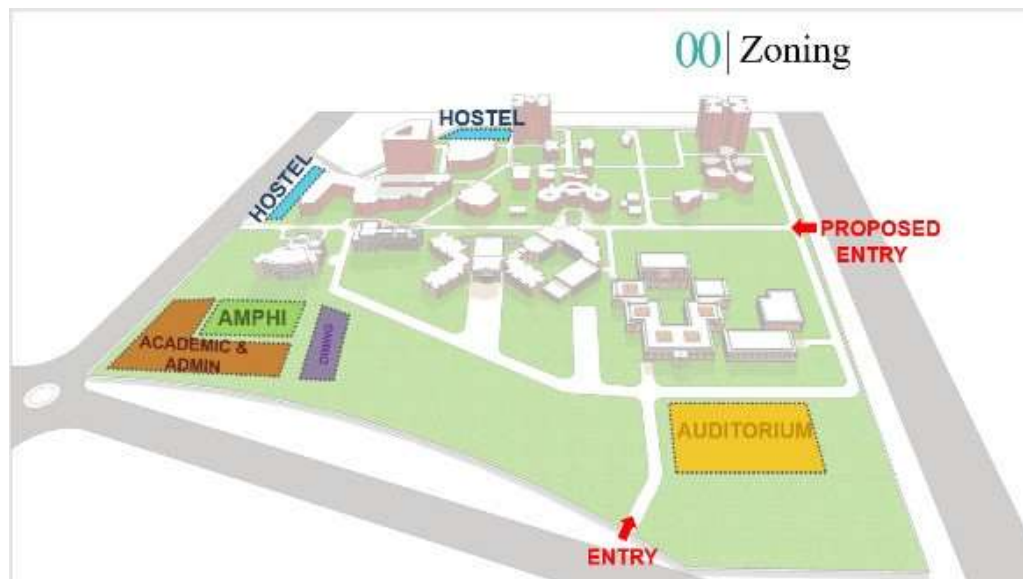 00| Zoning
HOSTEL
HOSTEL
PROPOSED
ENTRY
AMPHI
ACADEMIC &
ADMIN
DINING
AUDITORIUM
ENTRY